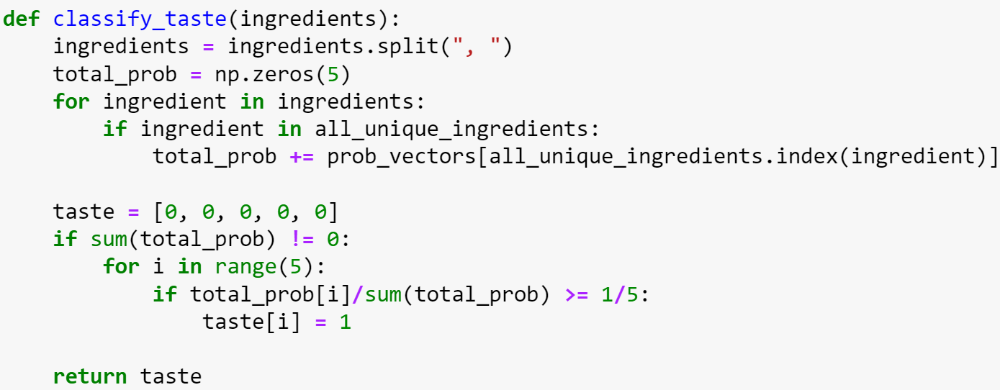 def classify_taste(ingredients):
    ingredients = ingredients.split(", ")
    total_prob = np.zeros(5)
    for ingredient in ingredients:
        if ingredient in all_unique_ingredients:
            total_prob += prob_vectors[all_unique_ingredients.index(ingredient)]
    taste = [0, 0, 0, 0, 0]
    if sum(total_prob) != 0:
        for i in range(5):
            if total_prob[i]/sum(total_prob) >= 1/5:
                taste[i] = 1
    return taste